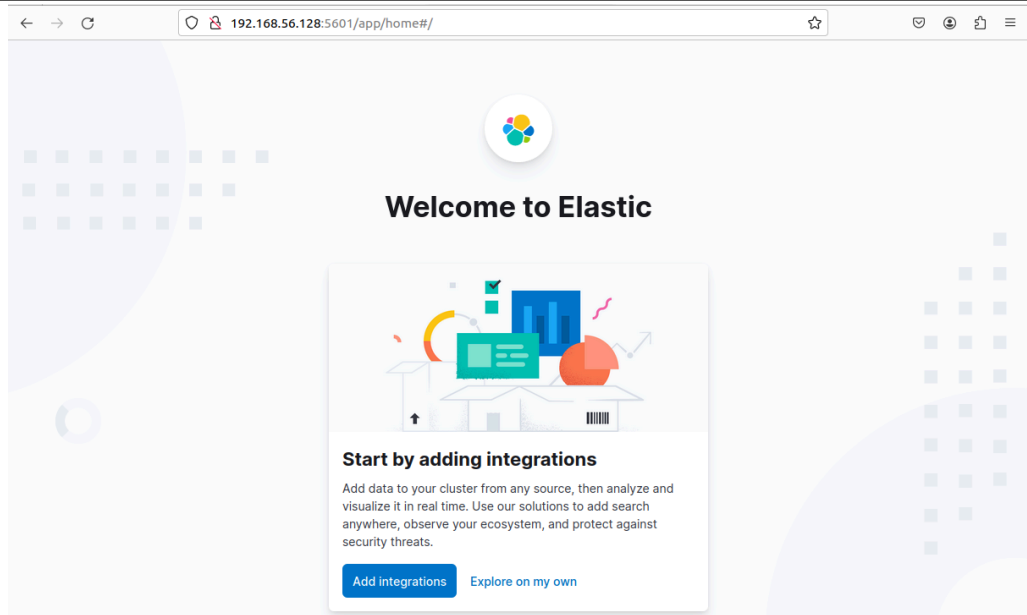 192.168.56.128:5601/app/home#/
Welcome to Elastic
Start by adding integrations
Add data to your cluster from any source, then analyze and
visualize it in real time. Use our solutions to add search
anywhere, observe your ecosystem, and protect against
security threats.
Add integrations Explore on my own